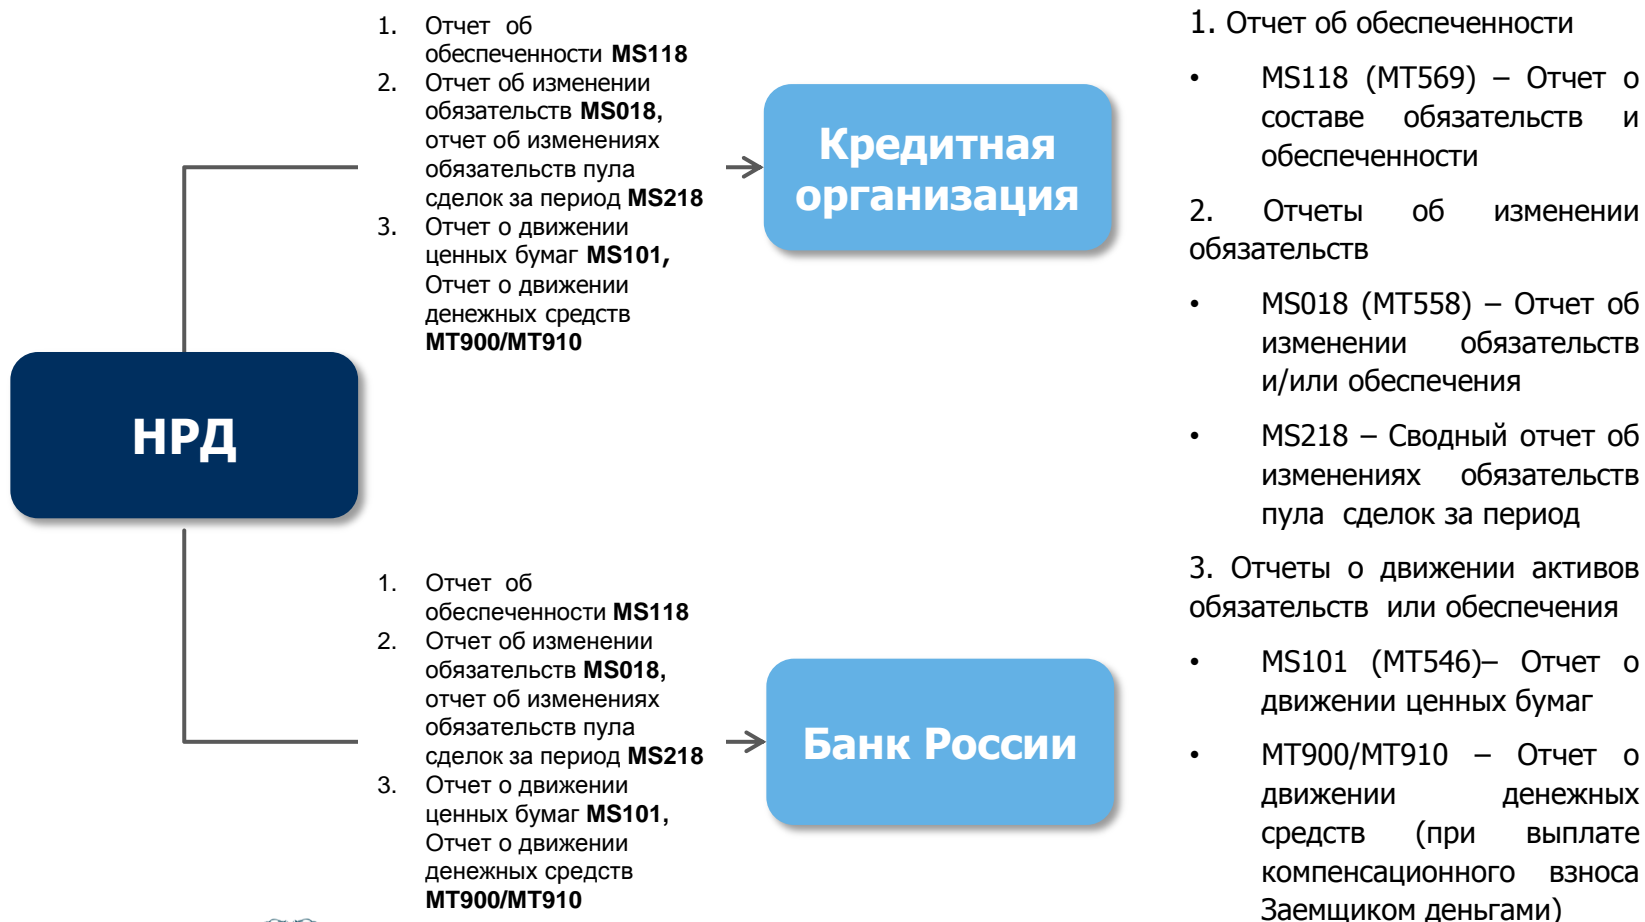 1. Отчет об
обеспеченности MS118
2. Отчет об изменении
обязательств MS018,
отчет об изменениях
обязательств пула
сделок за период MS218
3. Отчет о движении
ценных бумаг MS101,
Отчет о движении
денежных средств
MT900/MT910
Кредитная
организация
НРД
1. Отчет об
обеспеченности MS118
2. Отчет об изменении
обязательств MS018,
отчет об изменениях
обязательств пула
сделок за период MS218
3. Отчет о движении
ценных бумаг MS101,
Отчет о движении
денежных средств
MT900/MT910
Банк России
1. Отчет об обеспеченности
• MS118 (MT569) – Отчет о
составе обязательств и
обеспеченности
2. Отчеты об изменении
обязательств
• MS018 (MT558) – Отчет об
изменении обязательств
и/или обеспечения
• MS218 – Сводный отчет об
изменениях обязательств
пула сделок за период
3. Отчеты о движении активов
обязательств или обеспечения
• MS101 (MT546)– Отчет о
движении ценных бумаг
• MT900/MT910 – Отчет о
движении денежных
средств (при выплате
компенсационного взноса
Заемщиком деньгами)